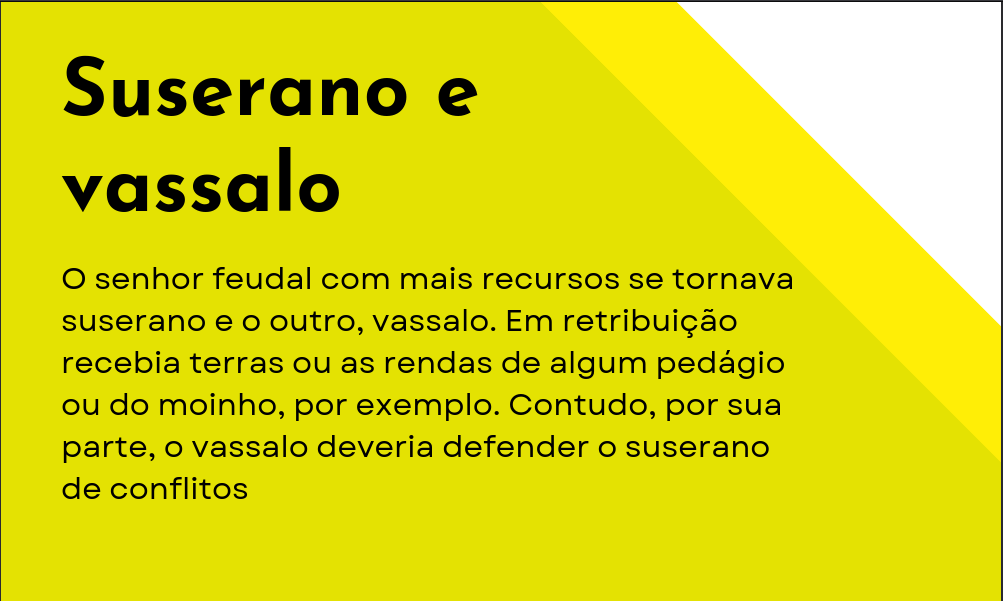 Suserano e
vassalo
O senhor feudal com mais recursos se tornava
suserano e o outro, vassalo. Em retribuição
recebia terras ou as rendas de algum pedágio
ou do moinho, por exemplo. Contudo, por sua
parte, o vassalo deveria defender o suserano
de conflitos